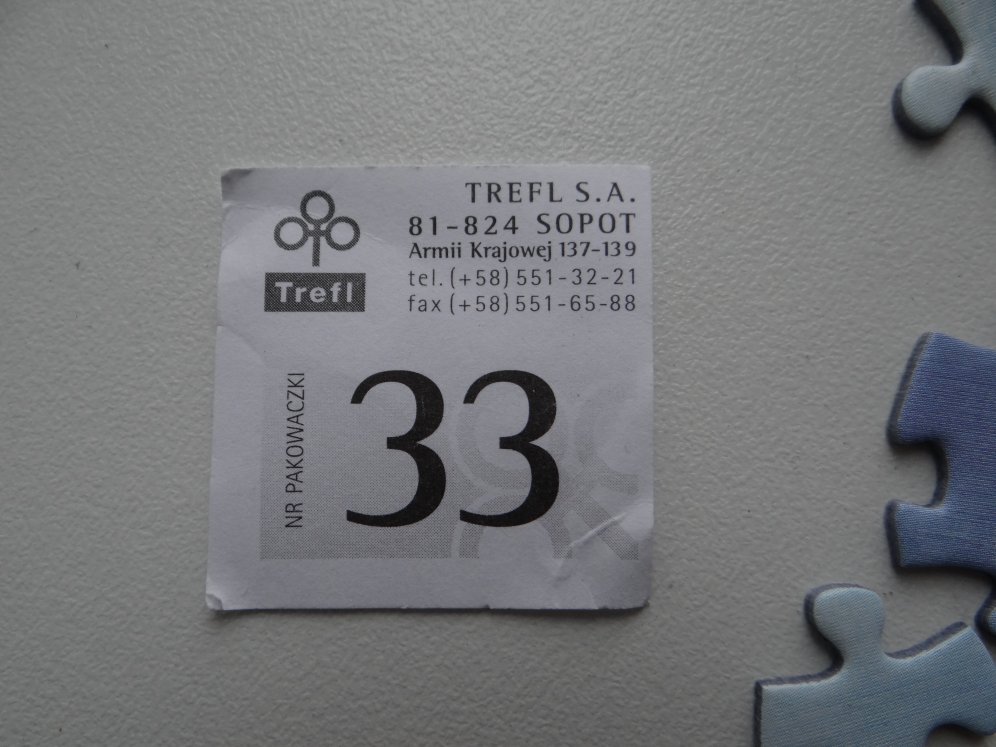 Trefl
TREFL S.A.
81-824 SOPOT
Armii Krajowej 137-139
tel. (+58) 551-32-21
fax (+58) 551-65-88
NR PAKOWACZKI
33